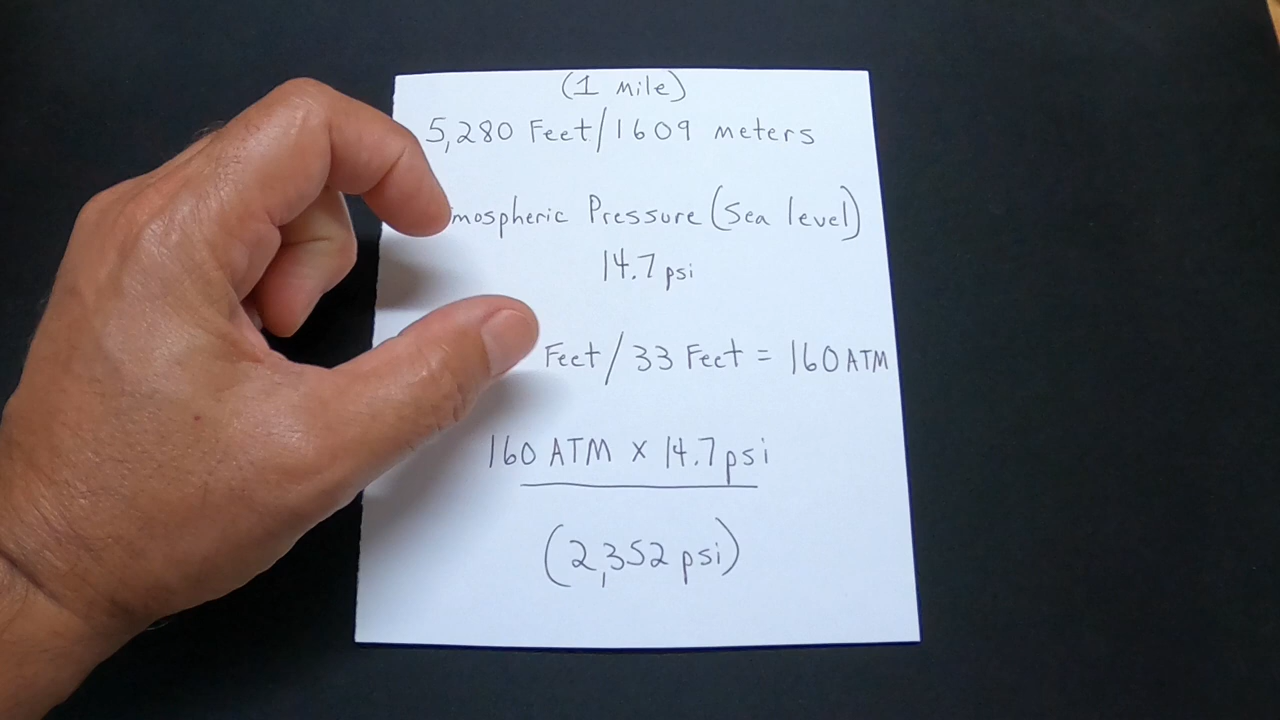 (1 mile)
5,280 Feet/1609 meters
mospheric Pressure (Sea level)
14.7 psi
Feet/33 Feet = 160 ATM
160 ATM x 14.7 psi
(2,352 psi)